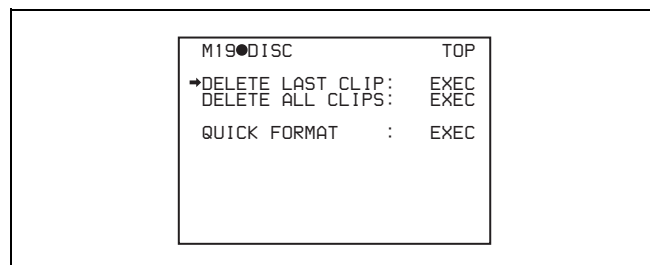 M19●DISC TOP
➡DELETE LAST CLIP: EXEC
DELETE ALL CLIPS: EXEC
QUICK FORMAT : EXEC